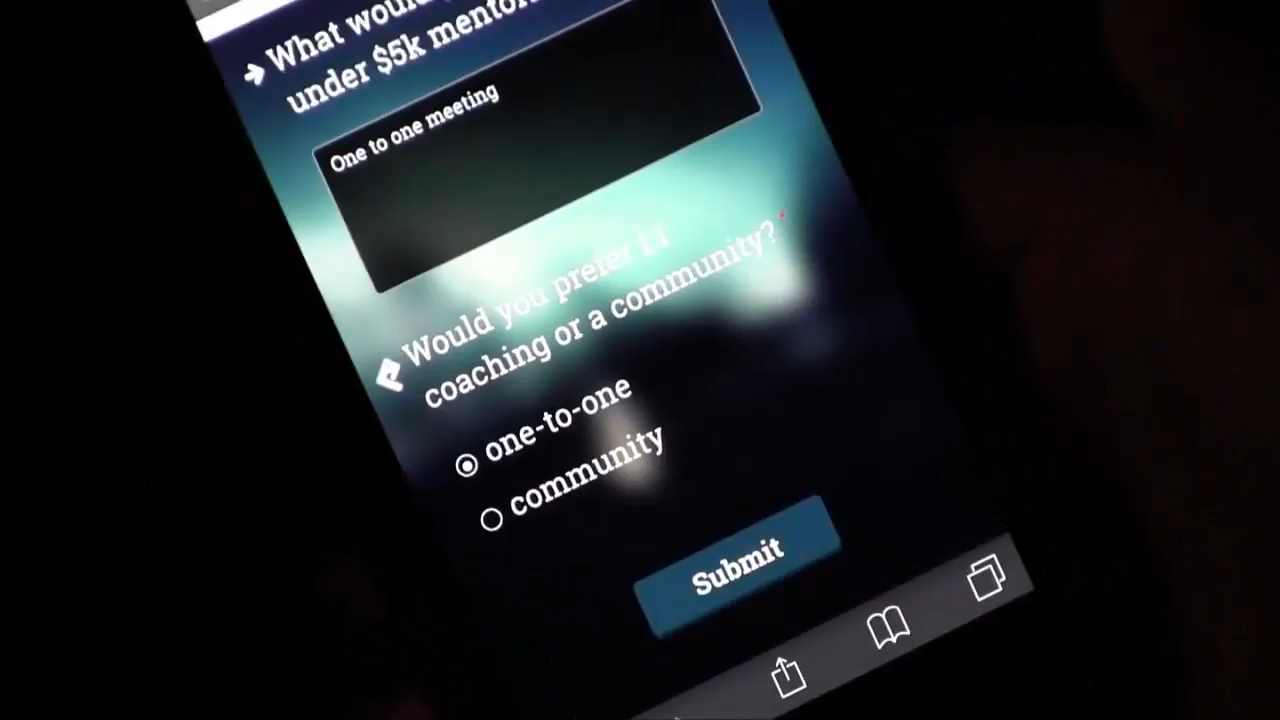 What would
under $5k mentor
One to one meeting
Would you prefer 1:1
coaching or a community?*
one-to-one
community
Submit